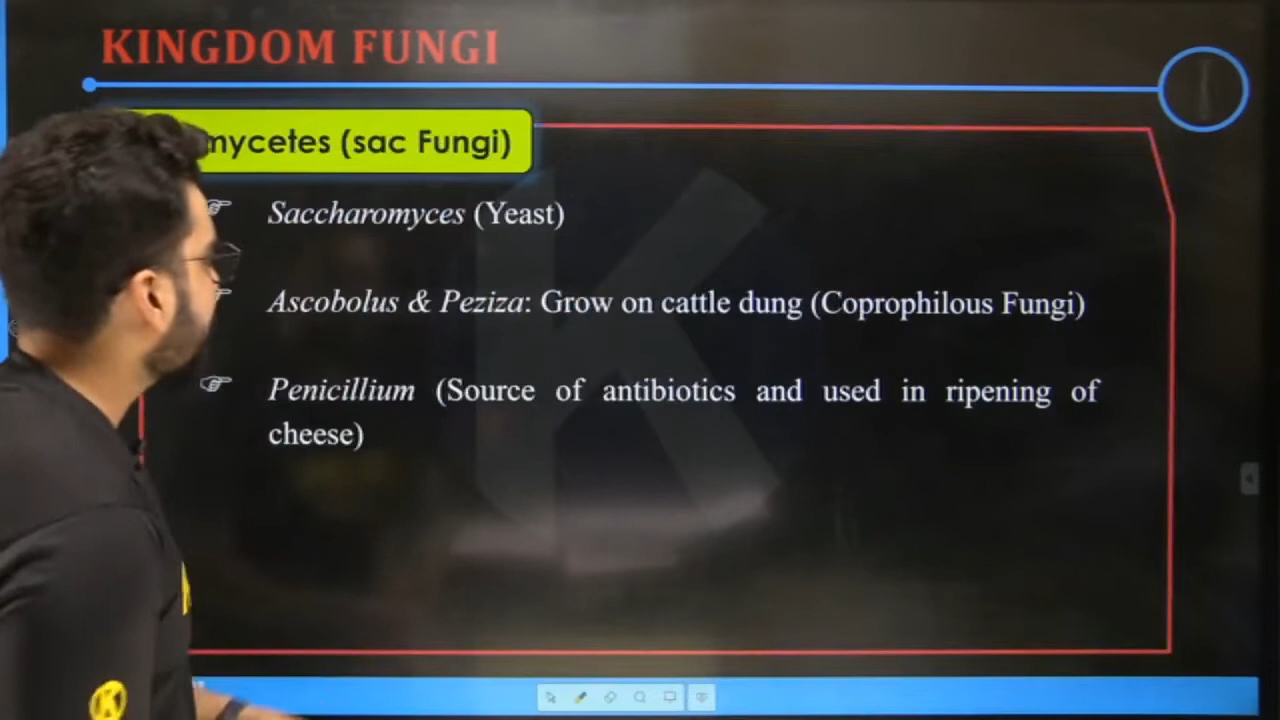 KINGDOM FUNGI
mycetes (sac Fungi)
Saccharomyces (Yeast)
Ascobolus & Peziza: Grow on cattle dung (Coprophilous Fungi)
Penicillium (Source of antibiotics and used in ripening of
cheese)
K
K